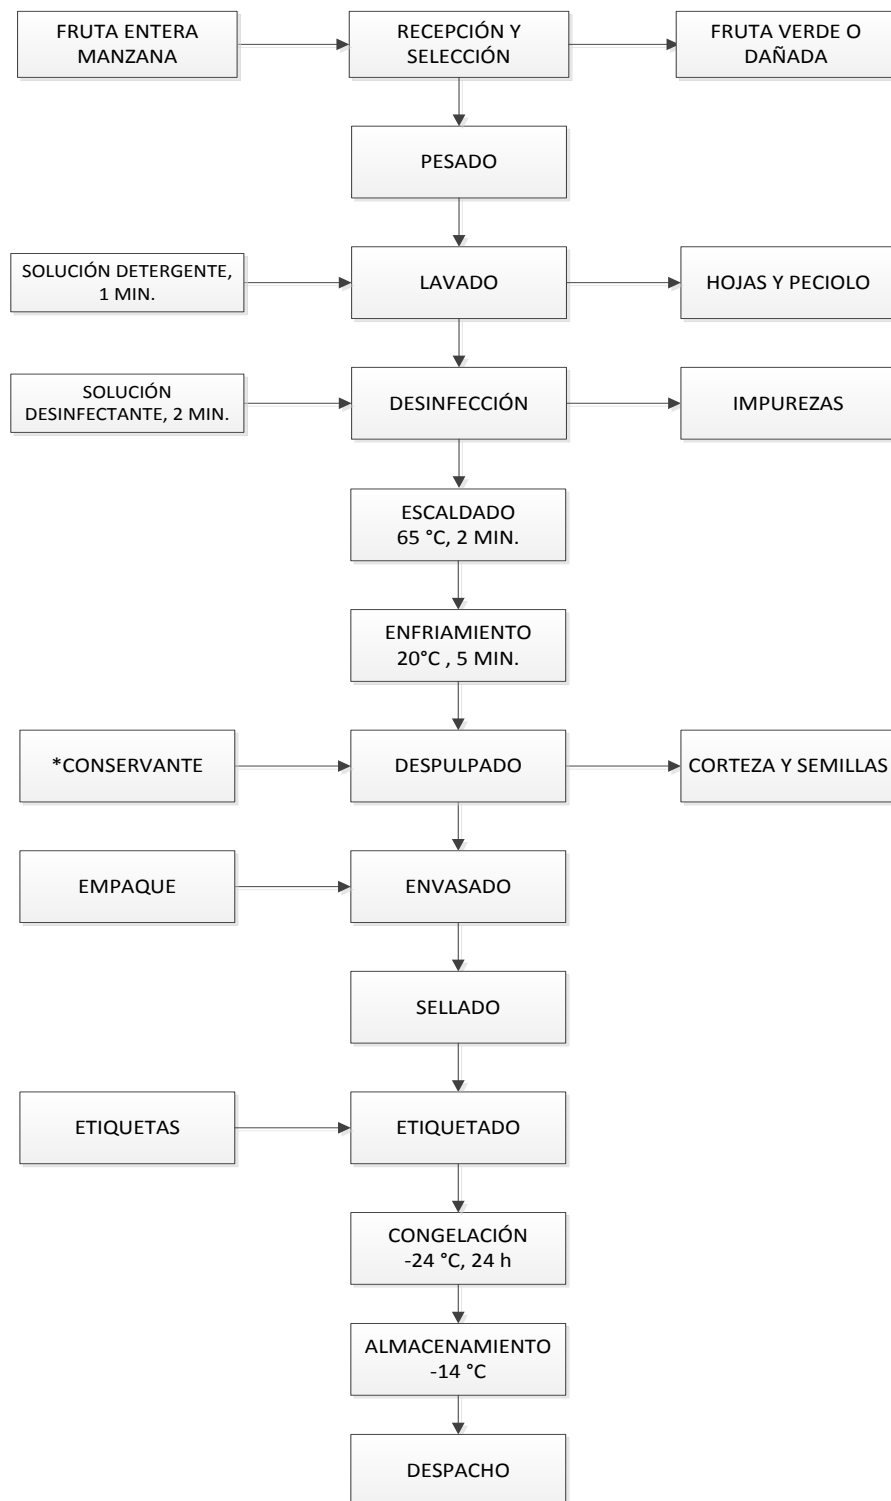 FRUTA ENTERA
MANZANA
RECEPCIÓN Y
SELECCIÓN
FRUTA VERDE O
DAÑADA
PESADO
SOLUCIÓN DETERGENTE,
1 MIN.
LAVADO
HOJAS Y PECIOLO
SOLUCIÓN
DESINFECTANTE, 2 MIN.
DESINFECCIÓN
IMPUREZAS
ESCALDADO
65 °C, 2 MIN.
ENFRIAMIENTO
20°C , 5 MIN.
*CONSERVANTE
DESPULPADO
CORTEZA Y SEMILLAS
EMPAQUE
ENVASADO
SELLADO
ETIQUETAS
ETIQUETADO
CONGELACIÓN
-24 °C, 24 h
ALMACENAMIENTO
-14 °C
DESPACHO